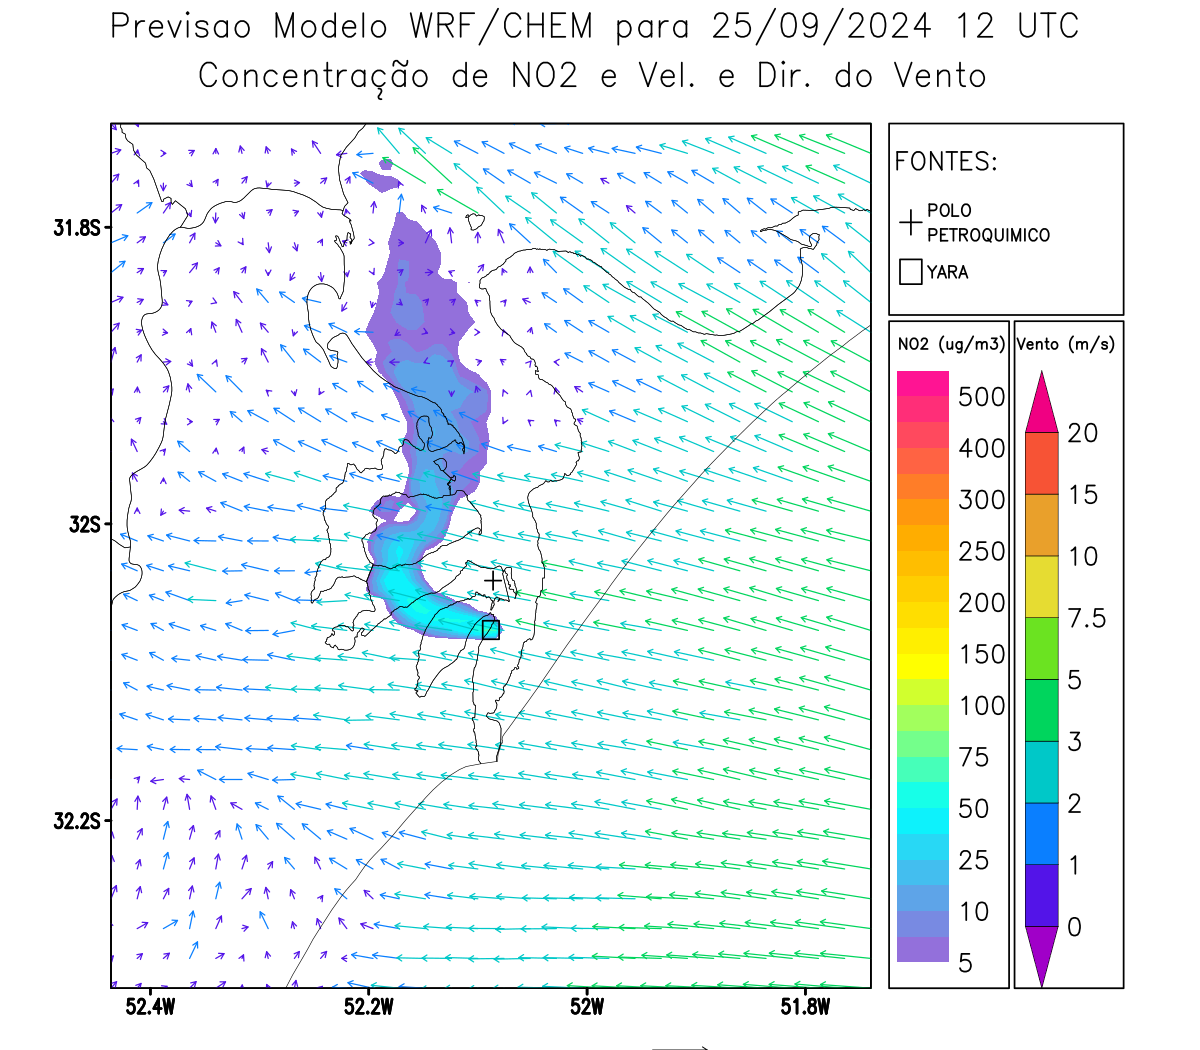 Previsao Modelo WRF/CHEM para 25/09/2024 12 UTC
Concentração de NO2 e Vel. e Dir. do Vento
FONTES:
POLO
PETROQUIMICO
YARA
NO2 (ug/m3)
500
400
300
250
200
150
100
75
50
25
10
5
Vento (m/s)
20
15
10
7.5
5
3
2
1
0
31.8S
32S
32.2S
52.4W
52.2W
52W
51.8W